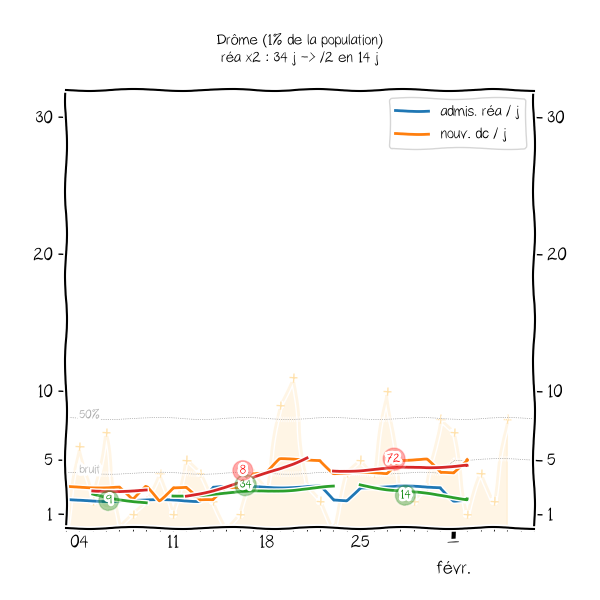 Drôme (1% de la population)
réa x2 : 34 j -> /2 en 14 j
admis. réa / j
nouv. dc / j
30 30
20 20
10 10
50%
5 5
bruit
72
8
34
14
9
1 1
04 11 18 25 1
févr.